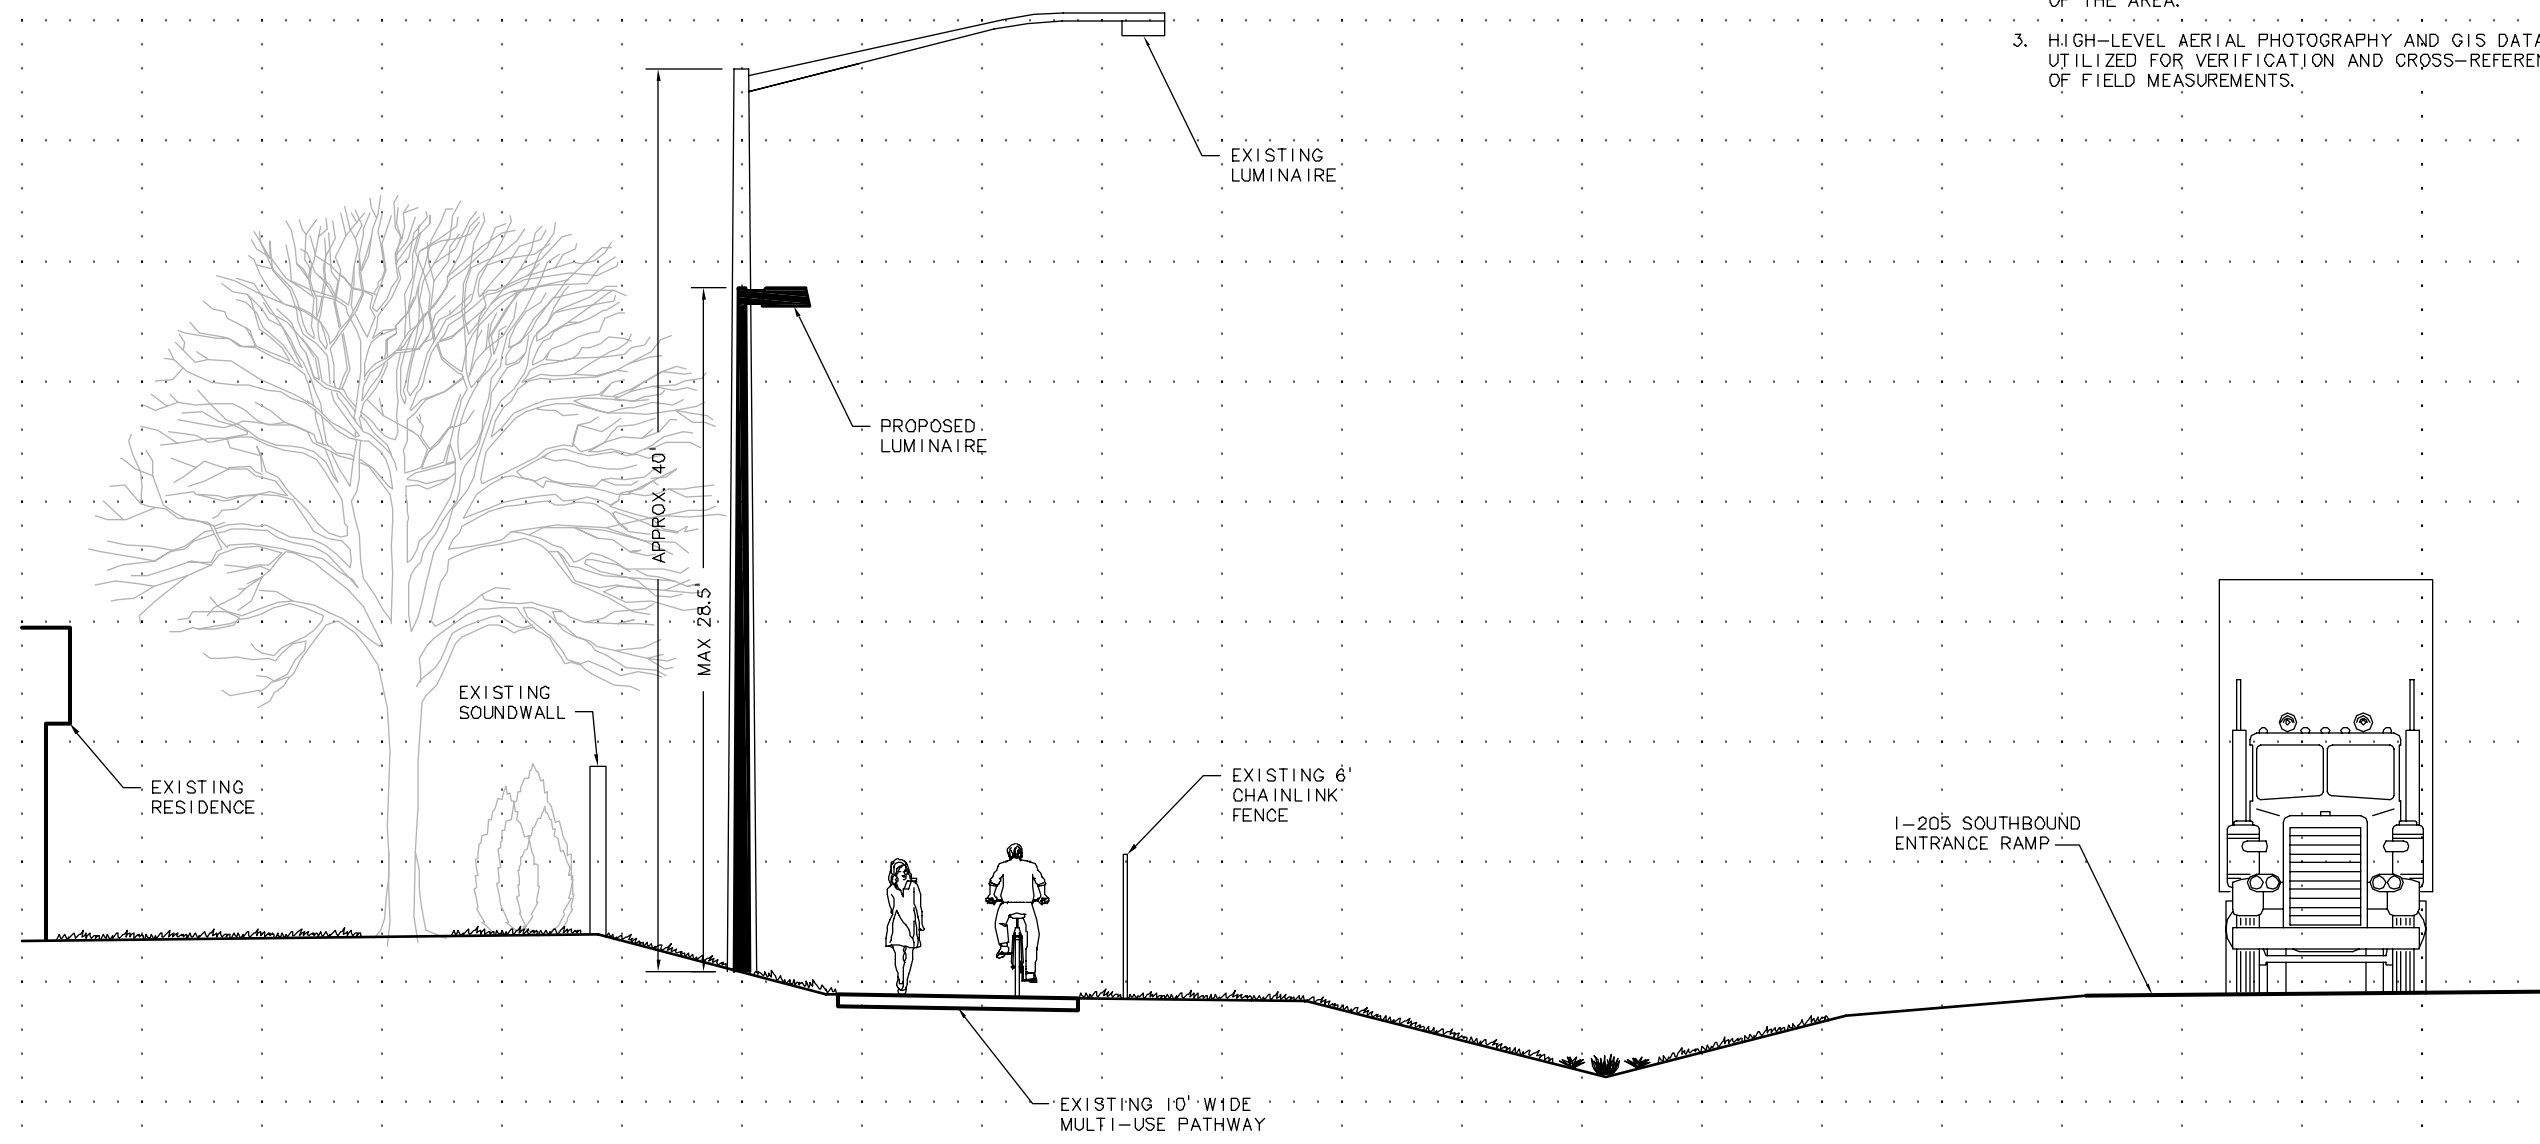 OF THE AREA.
3. HIGH-LEVEL AERIAL PHOTOGRAPHY AND GIS DATA
UTILIZED FOR VERIFICATION AND CROSS-REFEREN
OF FIELD MEASUREMENTS.
EXISTING
LUMINAIRE
PROPOSED
LUMINAIRE
APPROX. 40'
MAX 28.5'
EXISTING
SOUNDWALL
EXISTING
RESIDENCE
EXISTING 6'
CHAINLINK
FENCE
I-205 SOUTHBOUND
ENTRANCE RAMP
EXISTING 10' WIDE
MULTI-USE PATHWAY